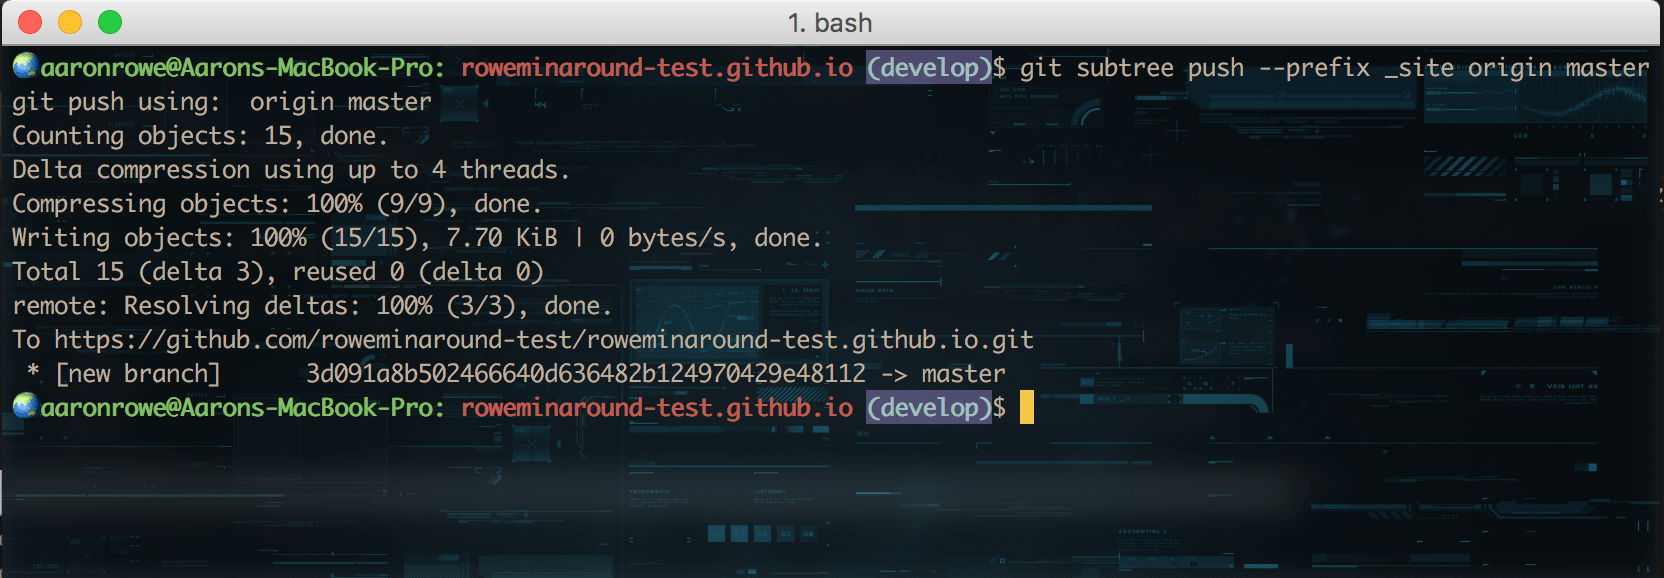 1. bash
aaronrowe@Aarons-MacBook-Pro: roweminaround-test.github.io (develop)$ git subtree push --prefix _site origin master
git push using:  origin master
Counting objects: 15, done.
Delta compression using up to 4 threads.
Compressing objects: 100% (9/9), done.
Writing objects: 100% (15/15), 7.70 KiB | 0 bytes/s, done.
Total 15 (delta 3), reused 0 (delta 0)
remote: Resolving deltas: 100% (3/3), done.
To https://github.com/roweminaround-test/roweminaround-test.github.io.git
 * [new branch]      3d091a8b502466640d636482b124970429e48112 -> master
aaronrowe@Aarons-MacBook-Pro: roweminaround-test.github.io (develop)$